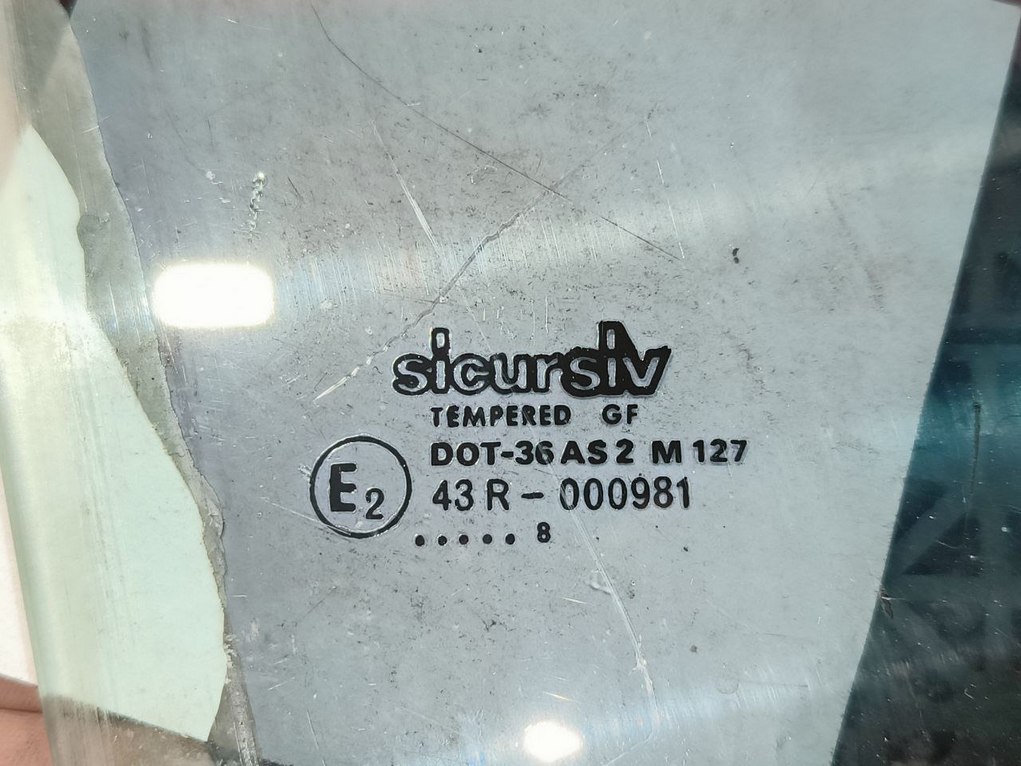 sicursiv
TEMPERED GF
DOT-36 AS 2 M 127
E2
43 R - 000981
..... 8